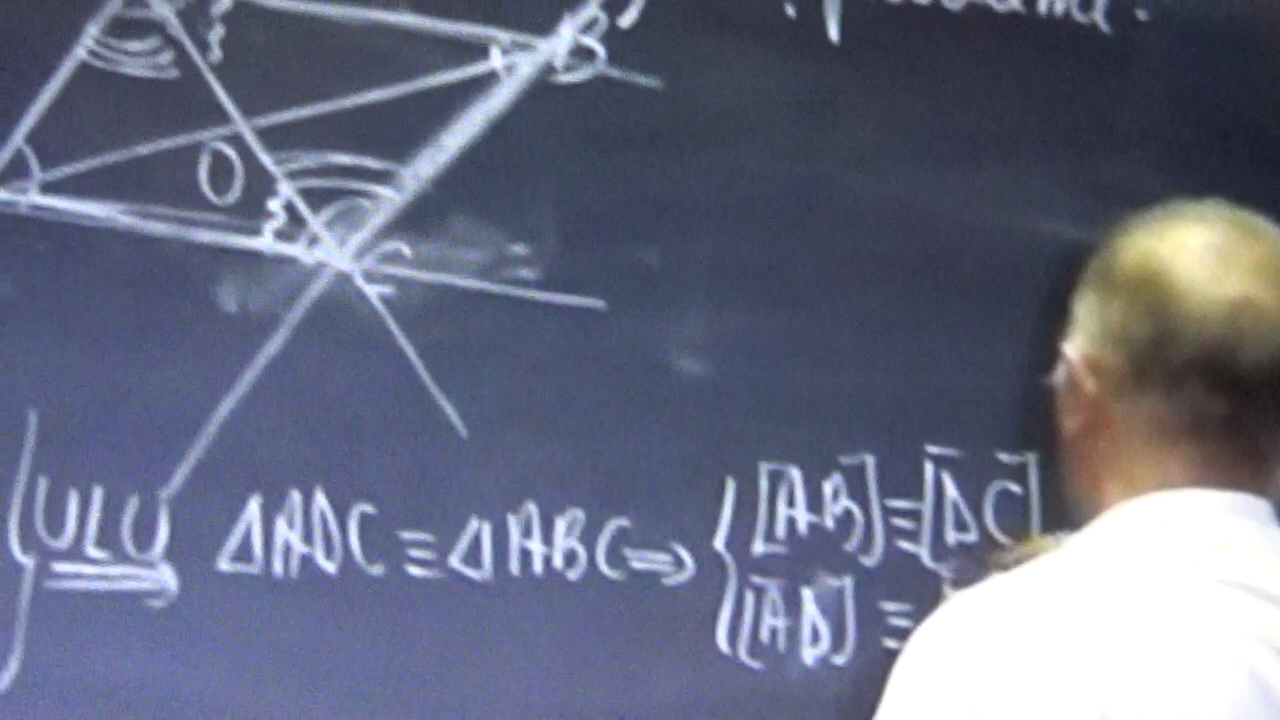 O
B
ULU ΔADC ≡ ΔABC ⇒ { [AB] ≡ [DC]
[AD] ≡